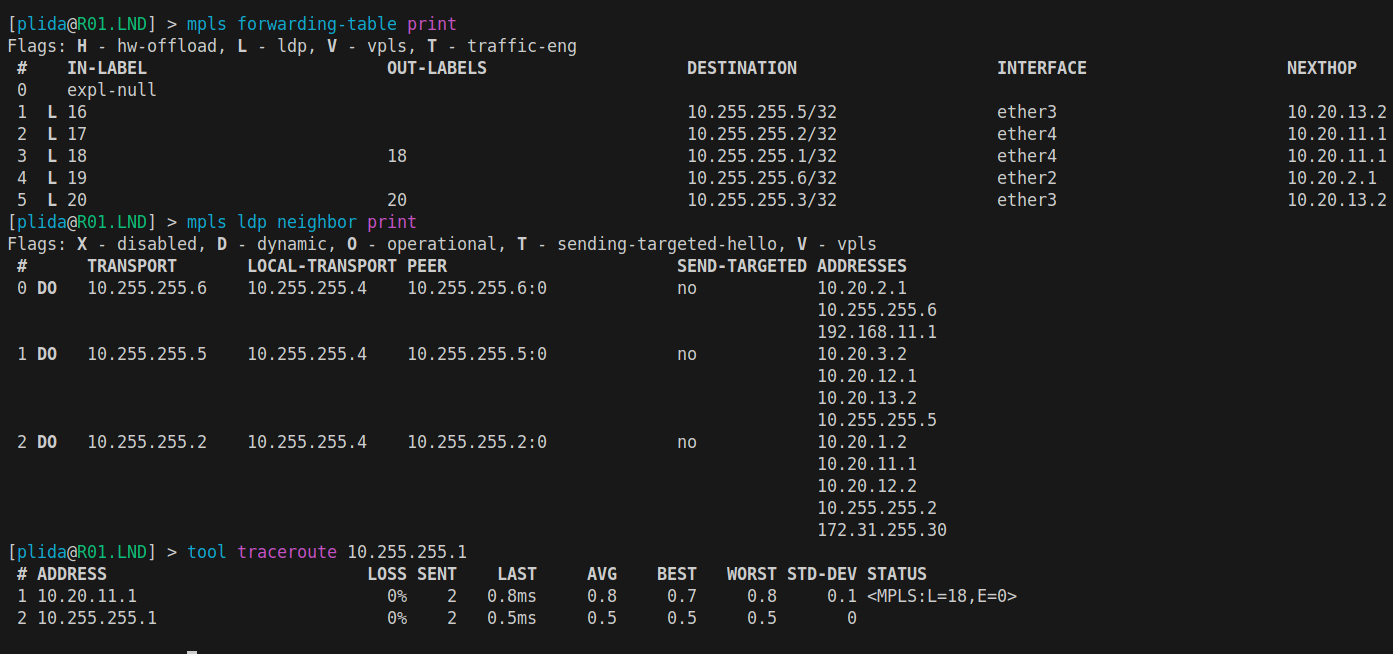 [plida@R01.LND] > mpls forwarding-table print
Flags: H - hw-offload, L - ldp, V - vpls, T - traffic-eng
# IN-LABEL OUT-LABELS DESTINATION INTERFACE NEXTHOP
0 expl-null
1 L 16 10.255.255.5/32 ether3 10.20.13.2
2 L 17 10.255.255.2/32 ether4 10.20.11.1
3 L 18 18 10.255.255.1/32 ether4 10.20.11.1
4 L 19 10.255.255.6/32 ether2 10.20.2.1
5 L 20 20 10.255.255.3/32 ether3 10.20.13.2
[plida@R01.LND] > mpls ldp neighbor print
Flags: X - disabled, D - dynamic, O - operational, T - sending-targeted-hello, V - vpls
# TRANSPORT LOCAL-TRANSPORT PEER SEND-TARGETED ADDRESSES
0 DO 10.255.255.6 10.255.255.4 10.255.255.6:0 no 10.20.2.1
10.255.255.6
192.168.11.1
1 DO 10.255.255.5 10.255.255.4 10.255.255.5:0 no 10.20.3.2
10.20.12.1
10.20.13.2
10.255.255.5
2 DO 10.255.255.2 10.255.255.4 10.255.255.2:0 no 10.20.1.2
10.20.11.1
10.20.12.2
10.255.255.2
172.31.255.30
[plida@R01.LND] > tool traceroute 10.255.255.1
# ADDRESS LOSS SENT LAST AVG BEST WORST STD-DEV STATUS
1 10.20.11.1 0% 2 0.8ms 0.8 0.7 0.8 0.1 <MPLS:L=18,E=0>
2 10.255.255.1 0% 2 0.5ms 0.5 0.5 0.5 0